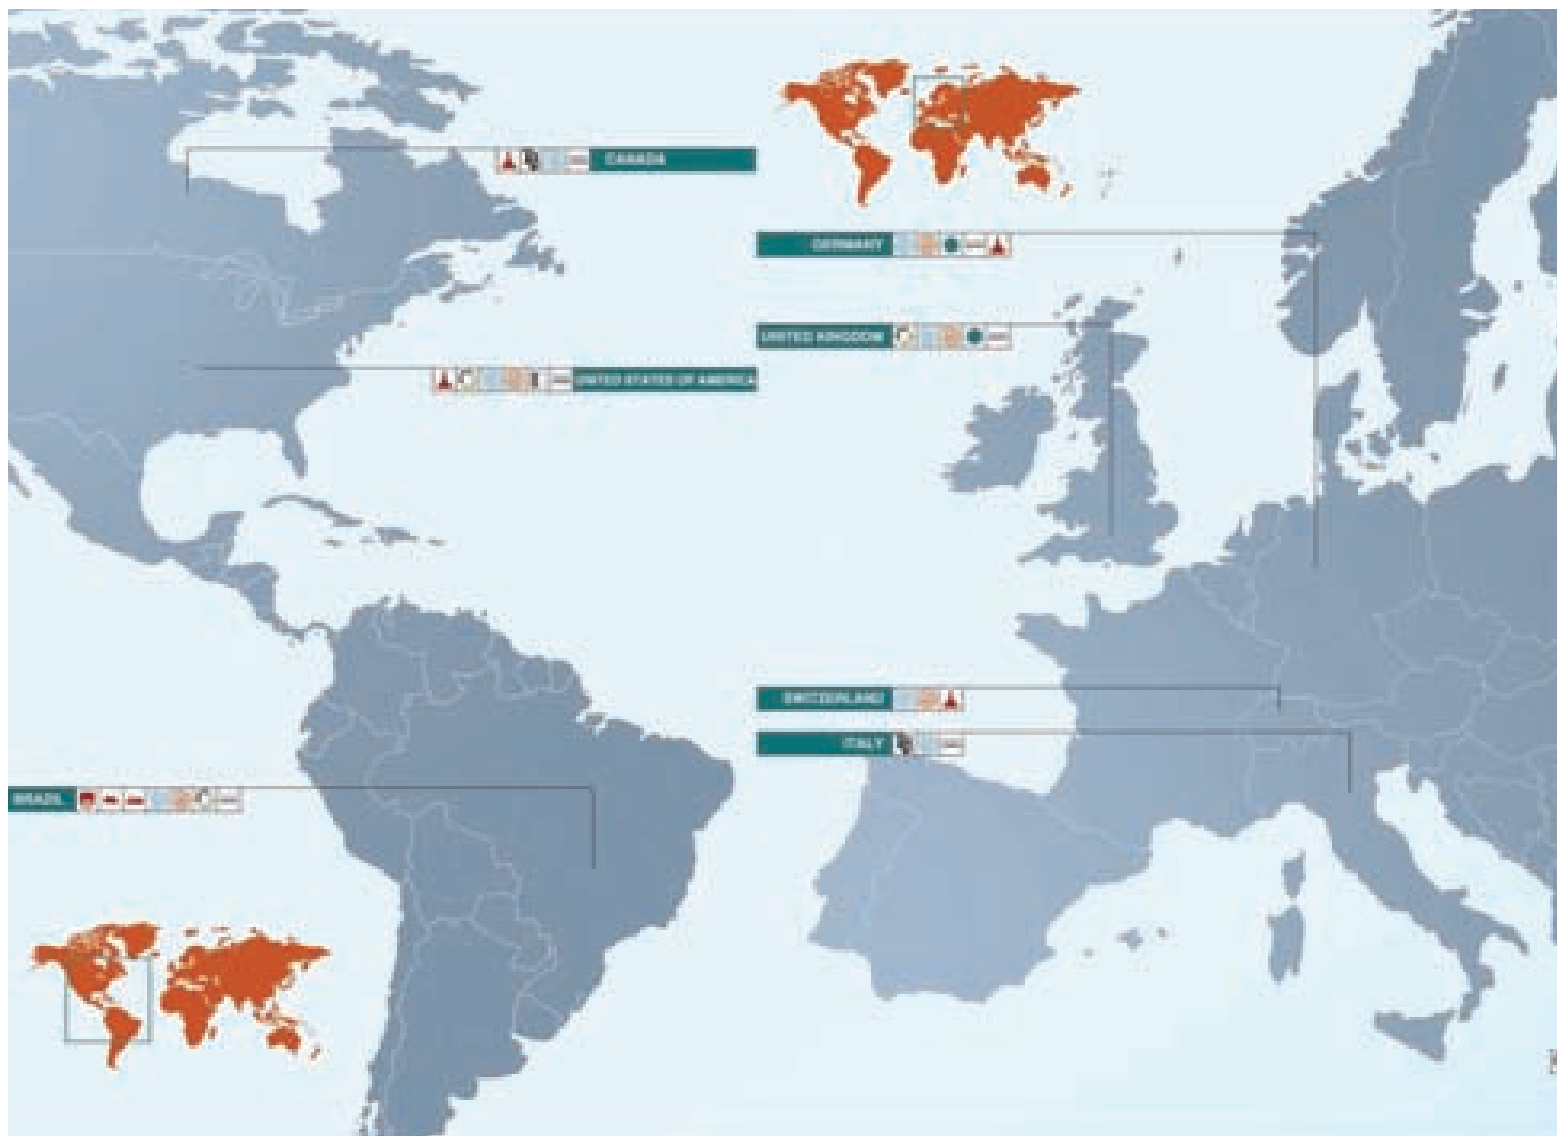 CANADA
GERMANY
UNITED KINGDOM
UNITED STATES OF AMERICA
SWITZERLAND
ITALY
BRAZIL